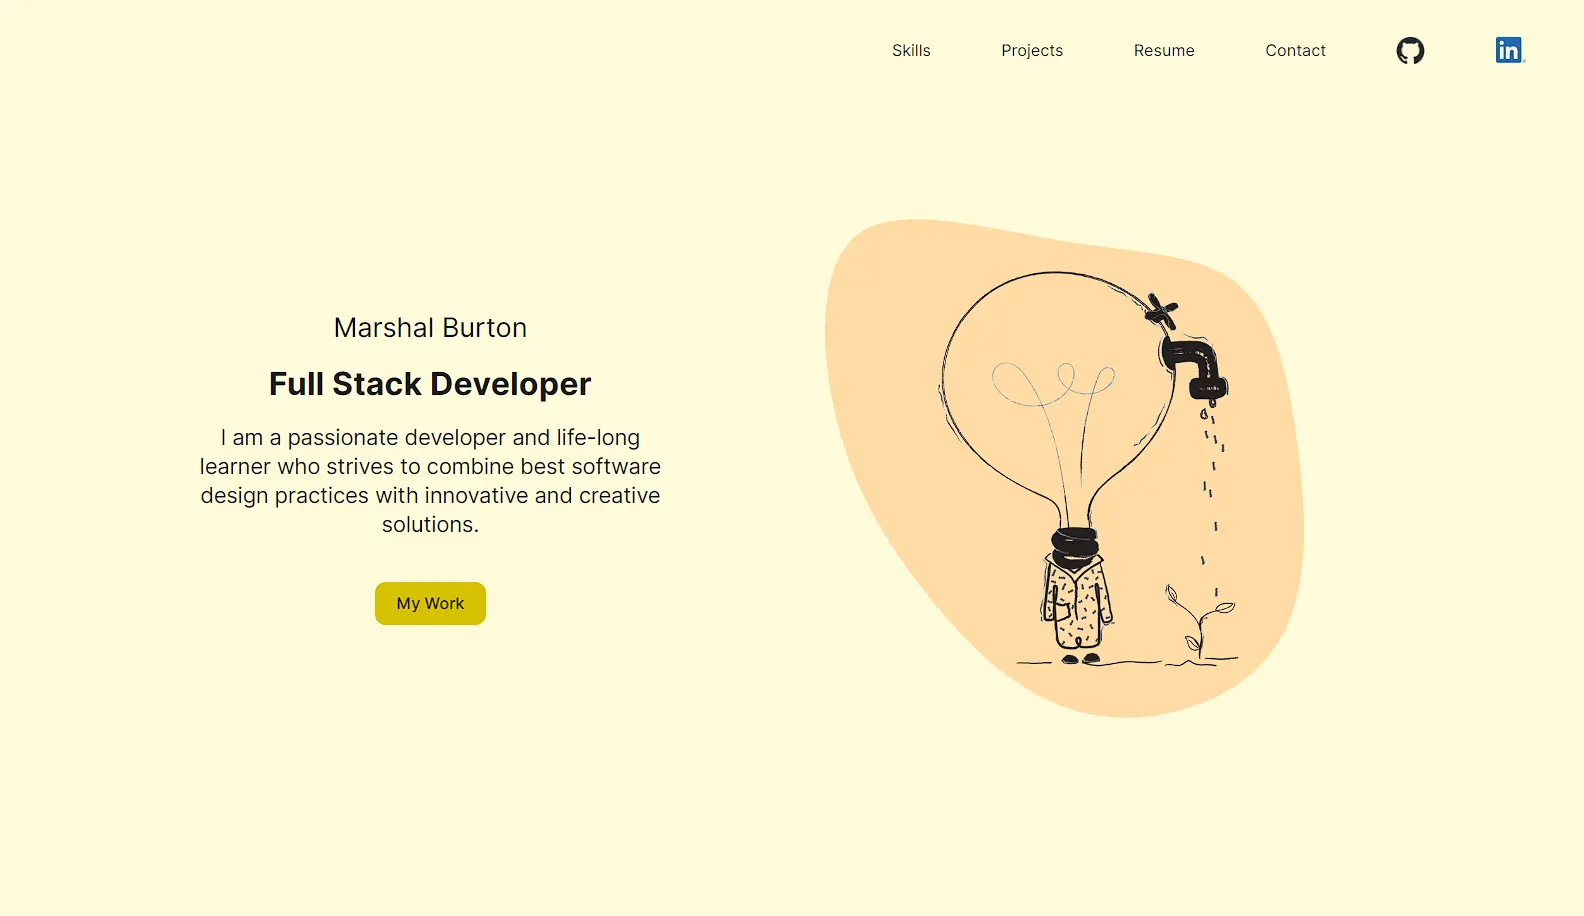 Skills Projects Resume Contact in
Marshal Burton
Full Stack Developer
I am a passionate developer and life-long
learner who strives to combine best software
design practices with innovative and creative
solutions.
My Work